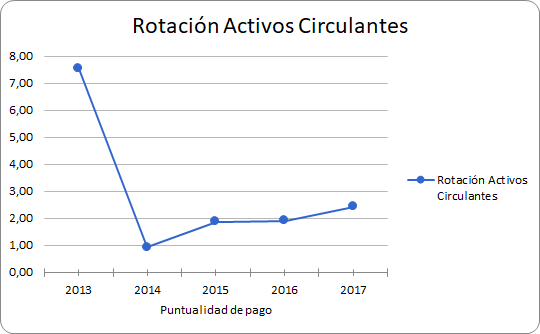 Rotación Activos Circulantes
8,00
7,00
6,00
5,00
4,00
3,00
2,00
1,00
0,00
2013 2014 2015 2016 2017
Puntualidad de pago
Rotación Activos
Circulantes